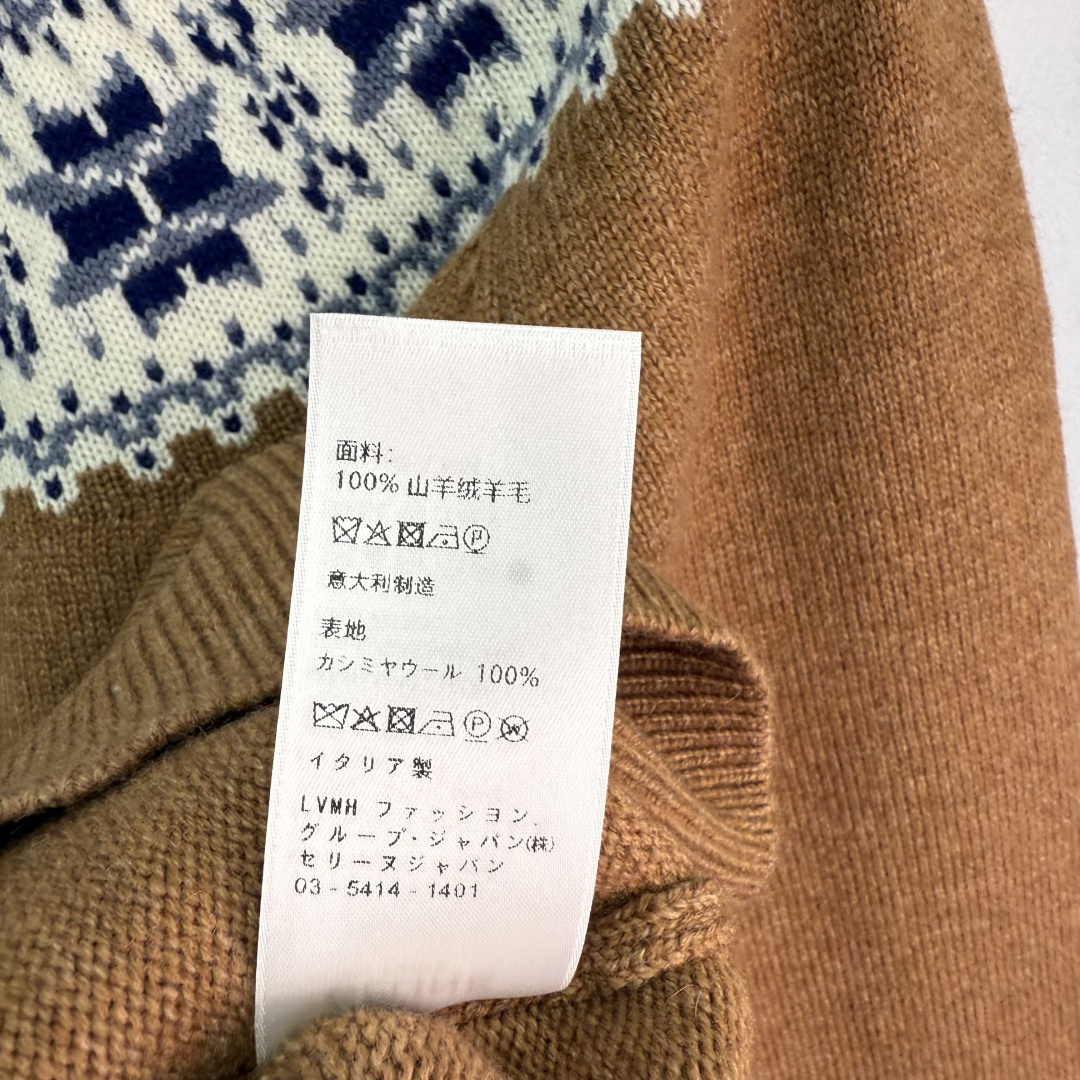 面料:
100% 山羊绒羊毛
意大利制造
表地
カシミヤウール 100%
イタリア製
LVMH ファッション.
グループ・ジャパン(株)
セリーヌジャパン
03-5414-1401